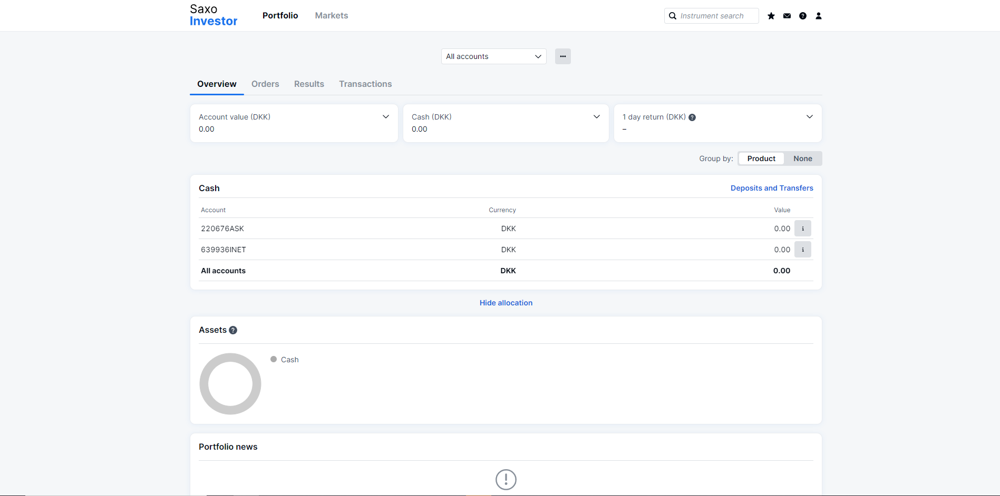 Saxo
Investor
Portfolio
Markets
Instrument search
All accounts
Overview
Orders
Results
Transactions
Account value (DKK)
0.00
Cash (DKK)
0.00
1 day return (DKK)
–
Group by:
Product
None
Cash
Deposits and Transfers
Account
Currency
Value
220676ASK
DKK
0.00
639936INET
DKK
0.00
All accounts
DKK
0.00
Hide allocation
Assets
Cash
Portfolio news